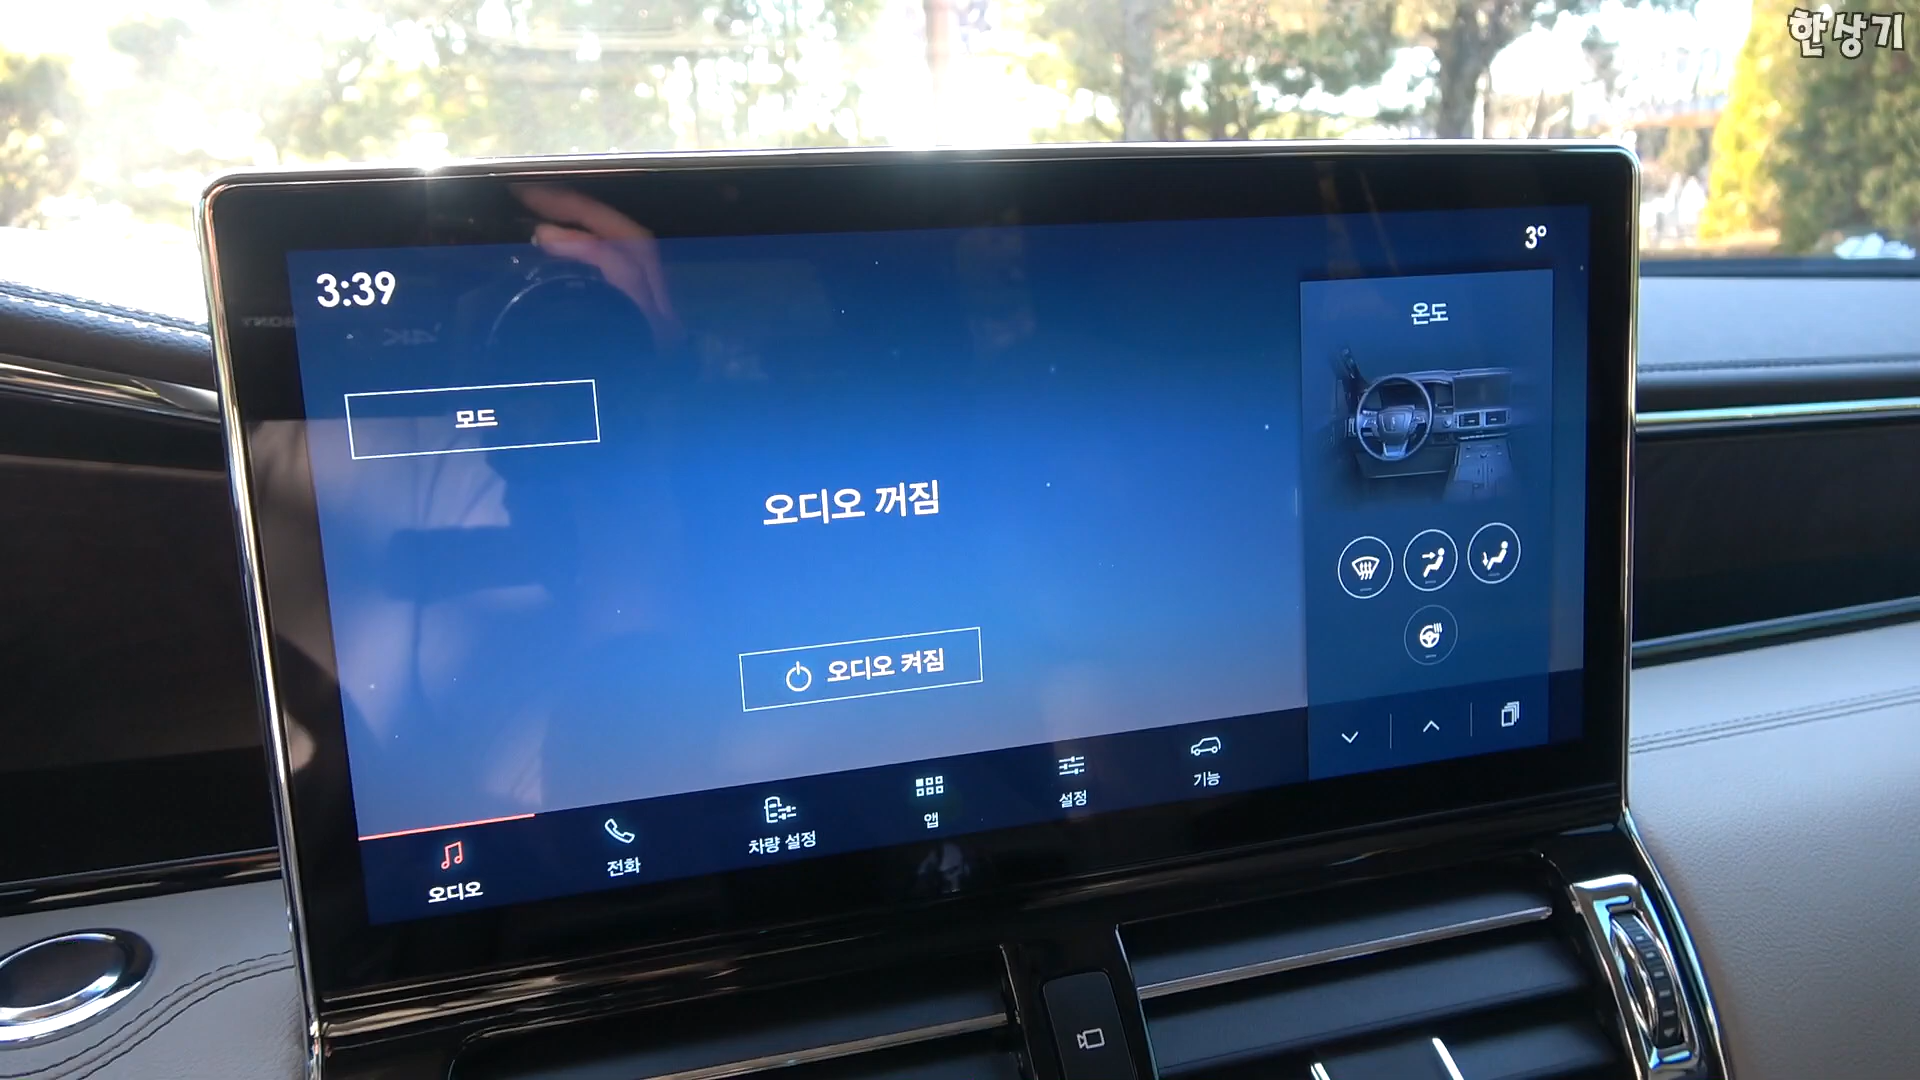 한상기
3:39
3°
온도
모드
오디오 꺼짐
오디오 켜짐
오디오
전화
차량 설정
앱
설정
기능